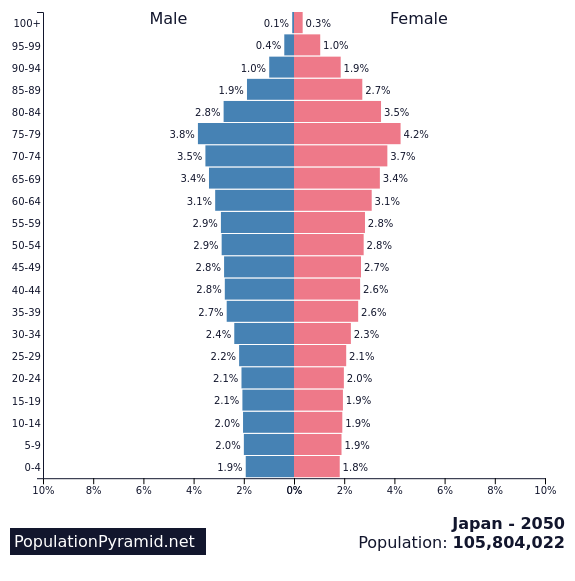 Male Female
100+ 0.1% 0.3%
95-99 0.4% 1.0%
90-94 1.0% 1.9%
85-89 1.9% 2.7%
80-84 2.8% 3.5%
75-79 3.8% 4.2%
70-74 3.5% 3.7%
65-69 3.4% 3.4%
60-64 3.1% 3.1%
55-59 2.9% 2.8%
50-54 2.9% 2.8%
45-49 2.8% 2.7%
40-44 2.8% 2.6%
35-39 2.7% 2.6%
30-34 2.4% 2.3%
25-29 2.2% 2.1%
20-24 2.1% 2.0%
15-19 2.1% 1.9%
10-14 2.0% 1.9%
5-9 2.0% 1.9%
0-4 1.9% 1.8%
10% 8% 6% 4% 2% 0% 2% 4% 6% 8% 10%
Japan - 2050
PopulationPyramid.net Population: 105,804,022